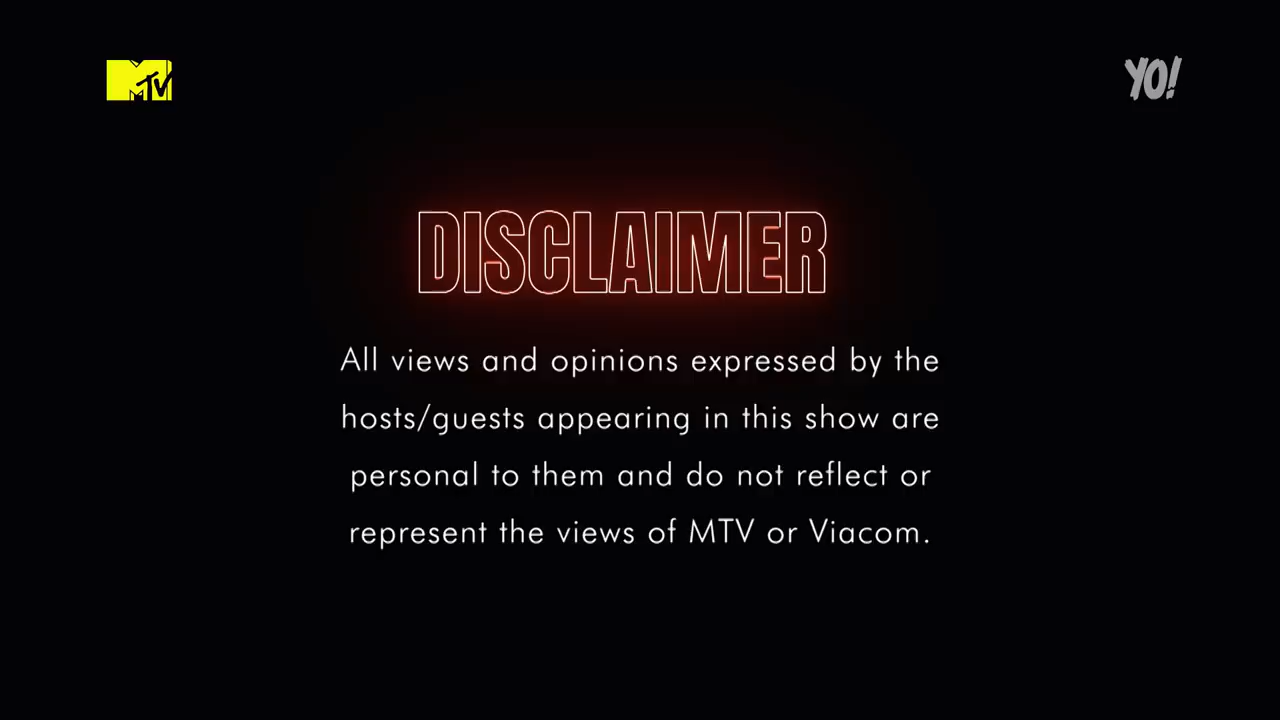 MTV
YO!
DISCLAIMER
All views and opinions expressed by the
hosts/guests appearing in this show are
personal to them and do not reflect or
represent the views of MTV or Viacom.